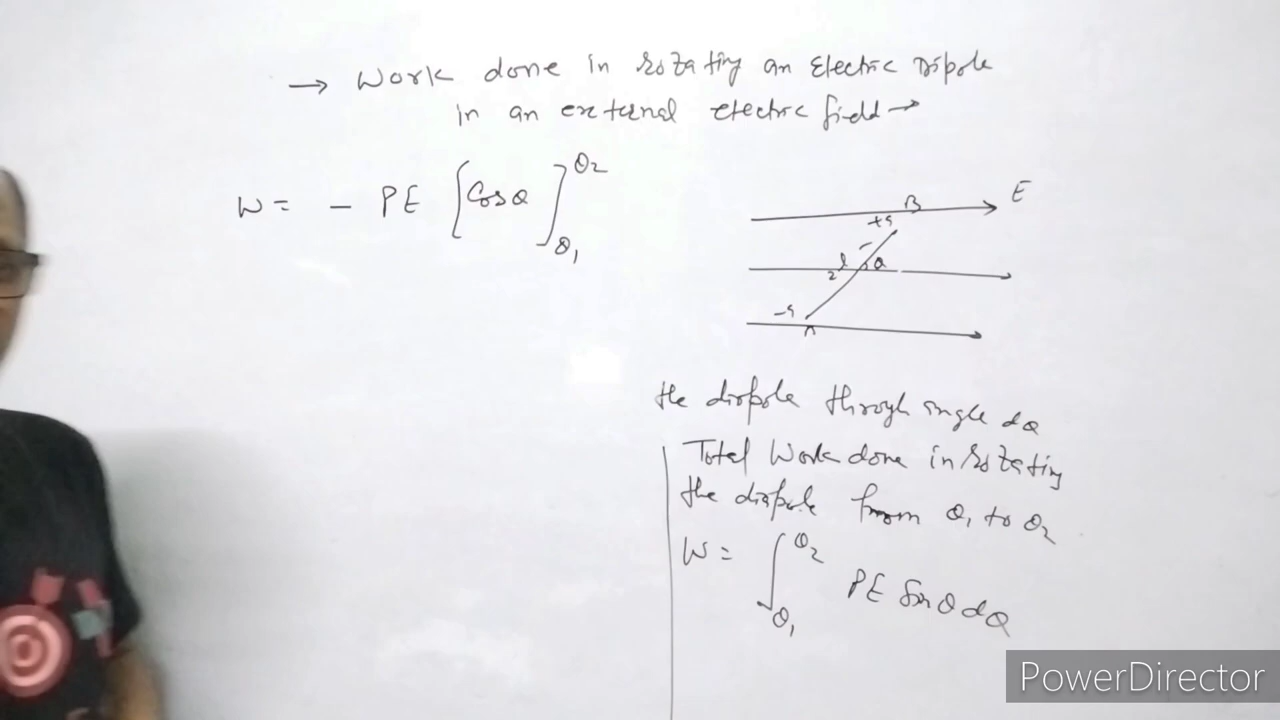 → Work done in rotating an Electric Dipole
in an external electric field →
W = - PE [Cosθ]θ2 θ1
E
B
+q
2l θ
-q
A
the dipole through angle dθ
Total Work done in rotating
the dipole from θ1 to θ2
W = ∫θ2 θ1 PE Sinθ dθ
PowerDirector